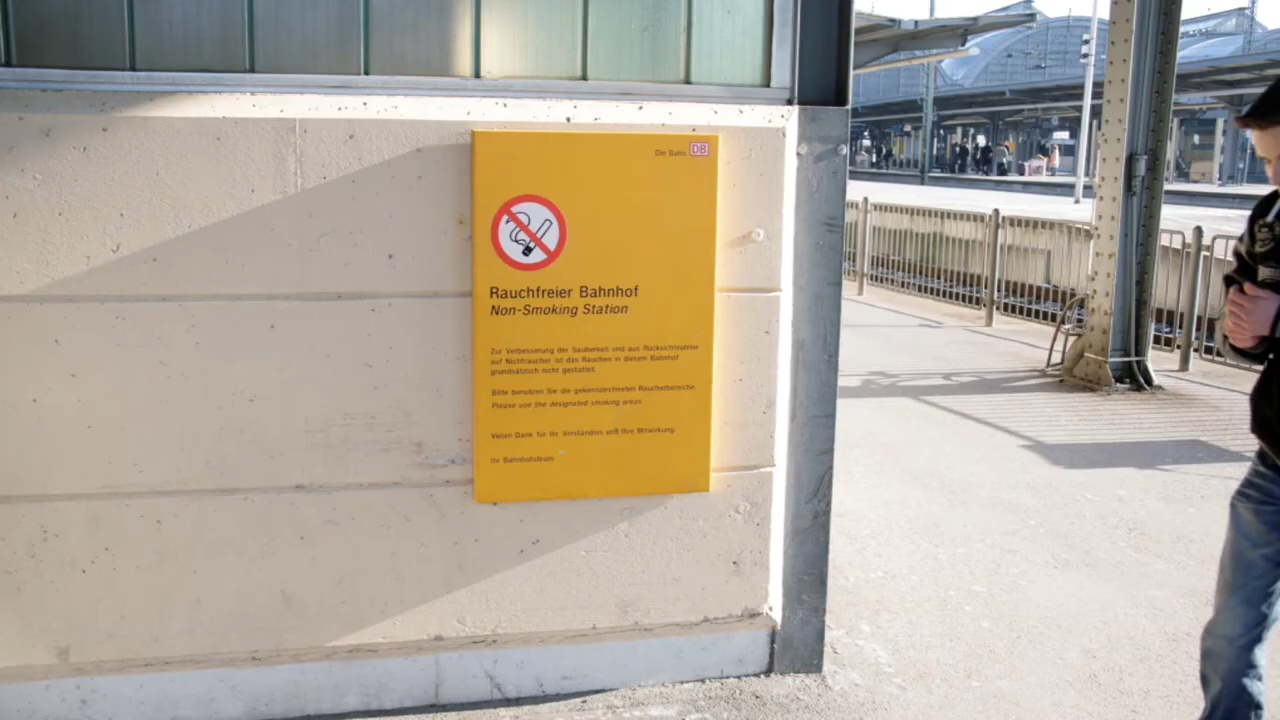 Die Bahn DB
Rauchfreier Bahnhof
Non-Smoking Station
Zur Verbesserung der Sauberkeit und aus Rücksichtnahme
auf Nichtraucher ist das Rauchen in diesem Bahnhof
grundsätzlich nicht gestattet.
Bitte benutzen Sie die gekennzeichneten Raucherbereiche.
Please use the designated smoking areas.
Vielen Dank für Ihr Verständnis und Ihre Mitwirkung.
Ihr Bahnhofsteam